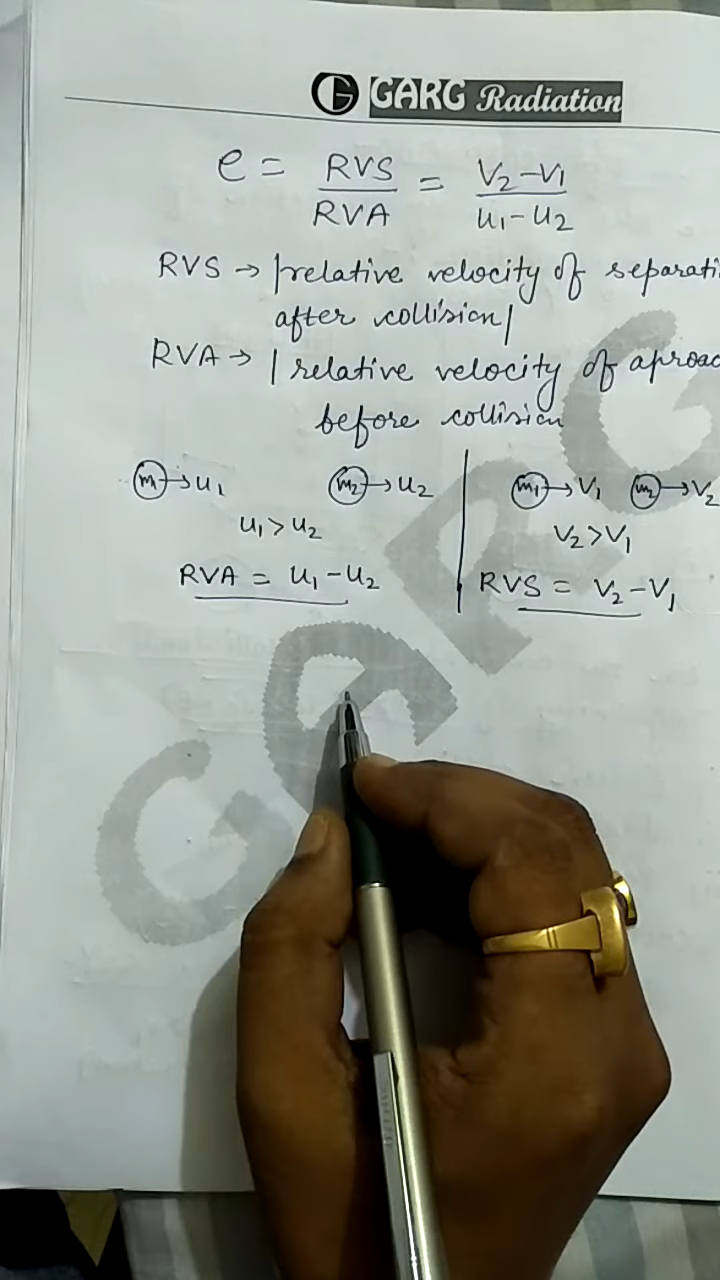 G GARG Radiation
e = RVS / RVA = V2-V1 / u1-u2
RVS → |relative velocity of
after collision|
RVA → | relative velocity of
before collision
m1 → u1 m2 → u2 m1 → V1 m2 → V2
u1 > u2 V2 > V1
RVA = u1 - u2 RVS = V2 - V1
GARG